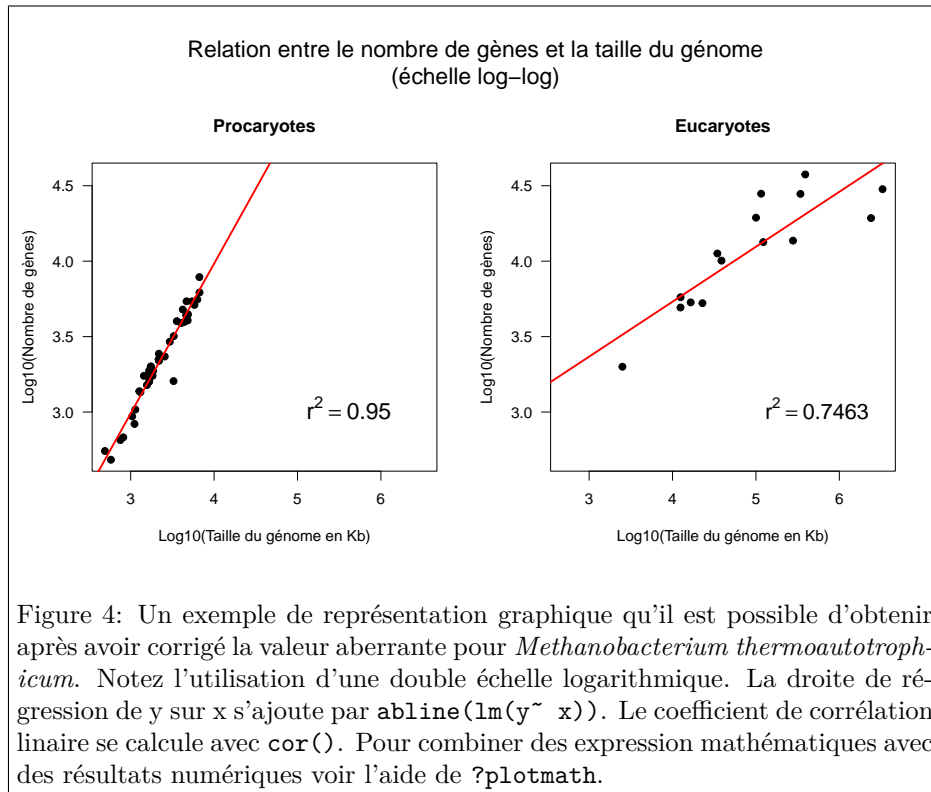 Relation entre le nombre de gènes et la taille du génome
(échelle log−log)
Procaryotes
4.5
4.0
3.5
3.0
Log10(Nombre de gènes)
r2 = 0.95
3 4 5 6
Log10(Taille du génome en Kb)
Eucaryotes
4.5
4.0
3.5
3.0
Log10(Nombre de gènes)
r2 = 0.7463
3 4 5 6
Log10(Taille du génome en Kb)
Figure 4: Un exemple de représentation graphique qu'il est possible d'obtenir
après avoir corrigé la valeur aberrante pour Methanobacterium thermoautotroph-
icum. Notez l'utilisation d'une double échelle logarithmique. La droite de ré-
gression de y sur x s'ajoute par abline(lm(y~ x)). Le coefficient de corrélation
linaire se calcule avec cor(). Pour combiner des expression mathématiques avec
des résultats numériques voir l'aide de ?plotmath.